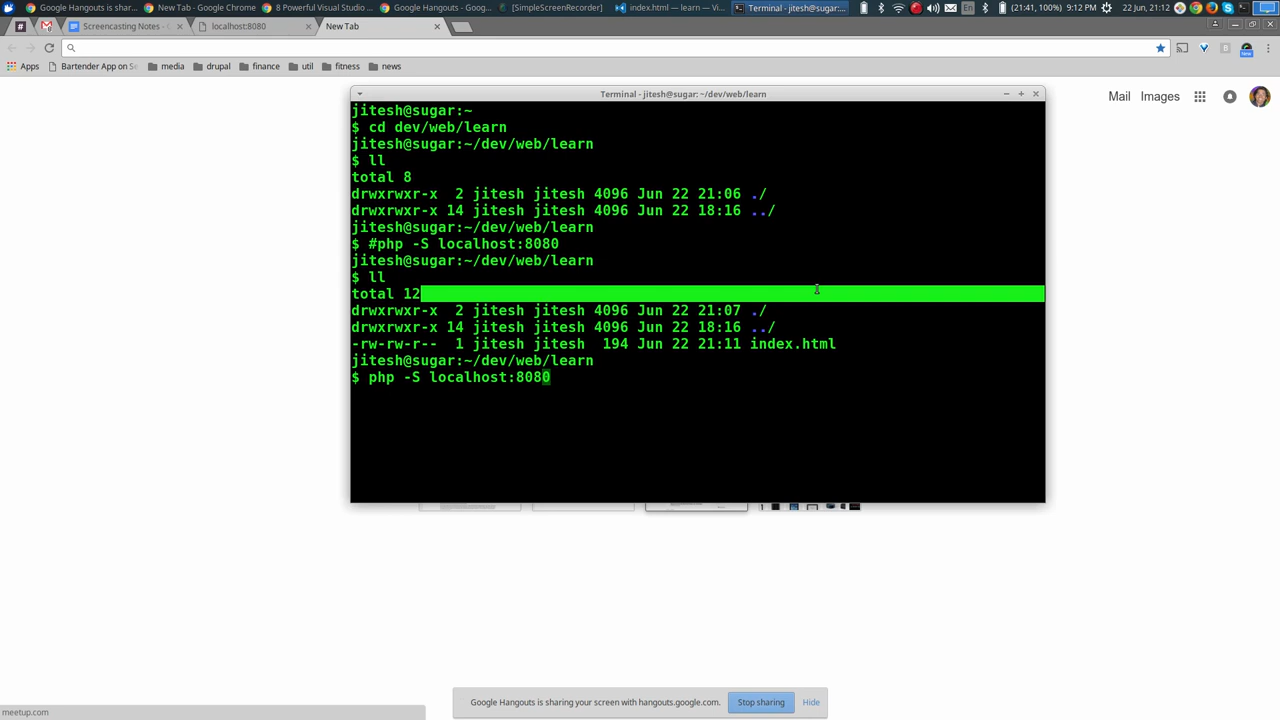 Google Hangouts is shar...
New Tab - Google Chrome
8 Powerful Visual Studio ...
Google Hangouts - Goog...
[SimpleScreenRecorder]
index.html — learn — Vi...
Terminal - jitesh@sugar:...
En
(21:41, 100%)
9:12 PM
22 Jun, 21:12
Screencasting Notes - G
localhost:8080
New Tab
Apps
Bartender App on Se
media
drupal
finance
util
fitness
news
New
Mail
Images
Terminal - jitesh@sugar: ~/dev/web/learn
jitesh@sugar:~
$ cd dev/web/learn
jitesh@sugar:~/dev/web/learn
$ ll
total 8
drwxrwxr-x  2 jitesh jitesh 4096 Jun 22 21:06 ./
drwxrwxr-x 14 jitesh jitesh 4096 Jun 22 18:16 ../
jitesh@sugar:~/dev/web/learn
$ #php -S localhost:8080
jitesh@sugar:~/dev/web/learn
$ ll
total 12
drwxrwxr-x  2 jitesh jitesh 4096 Jun 22 21:07 ./
drwxrwxr-x 14 jitesh jitesh 4096 Jun 22 18:16 ../
-rw-rw-r--  1 jitesh jitesh  194 Jun 22 21:11 index.html
jitesh@sugar:~/dev/web/learn
$ php -S localhost:8080
Google Hangouts is sharing your screen with hangouts.google.com.
Stop sharing
Hide
meetup.com